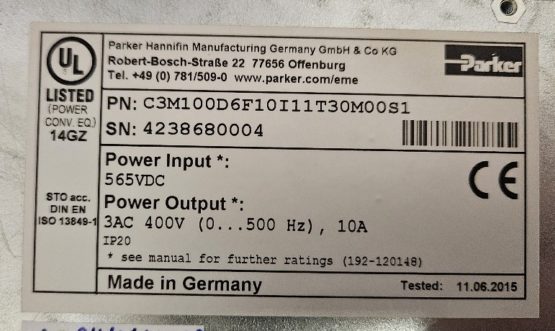 Parker Hannifin Manufacturing Germany GmbH & Co KG
Robert-Bosch-Straße 22 77656 Offenburg
Tel. +49 (0) 781/509-0 www.parker.com/eme
Parker
UL
LISTED
(POWER
CONV. EQ.)
14GZ
PN: C3M100D6F10I11T30M00S1
SN: 4238680004
Power Input *:
565VDC
CE
STO acc.
DIN EN
ISO 13849-1
Power Output *:
3AC 400V (0...500 Hz), 10A
IP20
* see manual for further ratings (192-120148)
Made in Germany
Tested: 11.06.2015